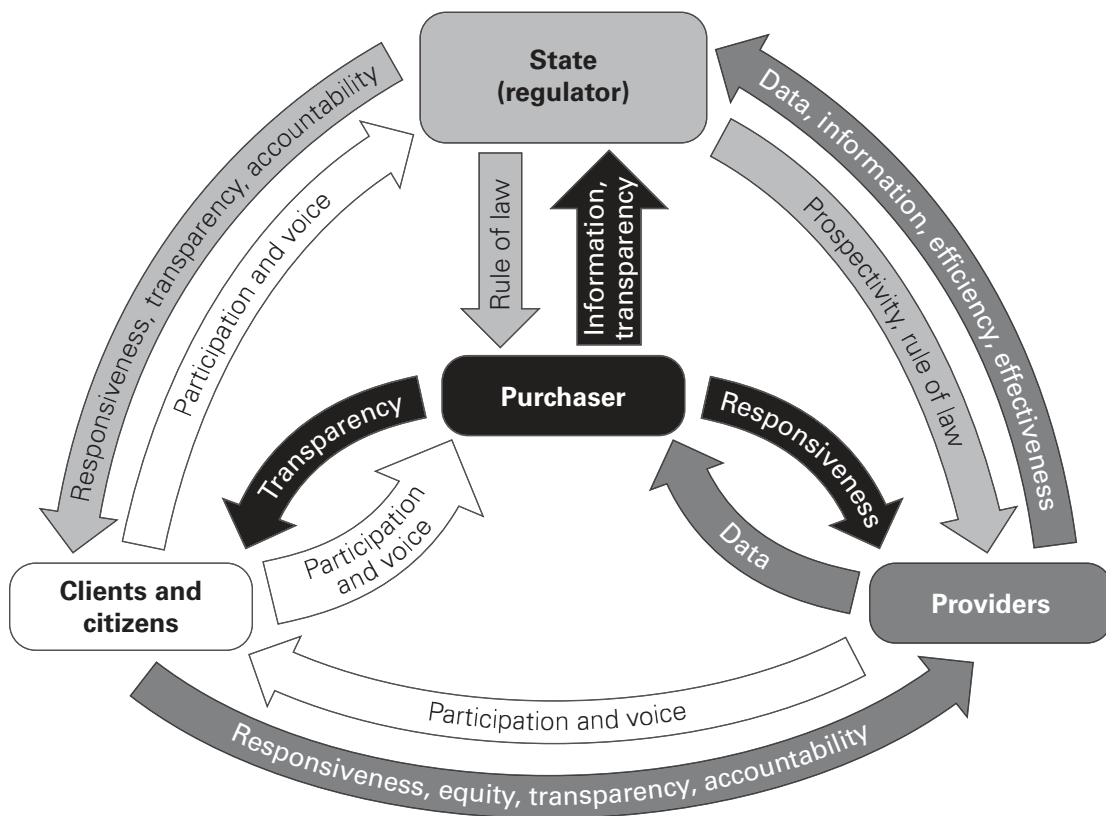 State
(regulator)
Responsiveness, transparency, accountability
Participation and voice
Rule of law
Information,
transparency
Prospectivity, rule of law
Data, information, efficiency, effectiveness
Purchaser
Transparency
Participation
and voice
Responsiveness
Data
Clients and
citizens
Providers
Participation and voice
Responsiveness, equity, transparency, accountability